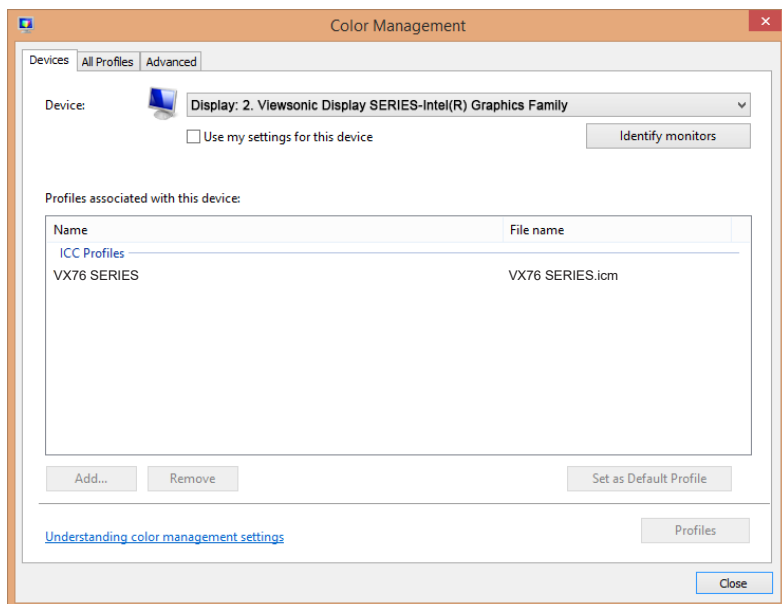 Color Management
Devices All Profiles Advanced
Device: Display: 2. Viewsonic Display SERIES-Intel(R) Graphics Family
Use my settings for this device Identify monitors
Profiles associated with this device:
Name File name
ICC Profiles
VX76 SERIES VX76 SERIES.icm
Add... Remove Set as Default Profile
Understanding color management settings Profiles
Close